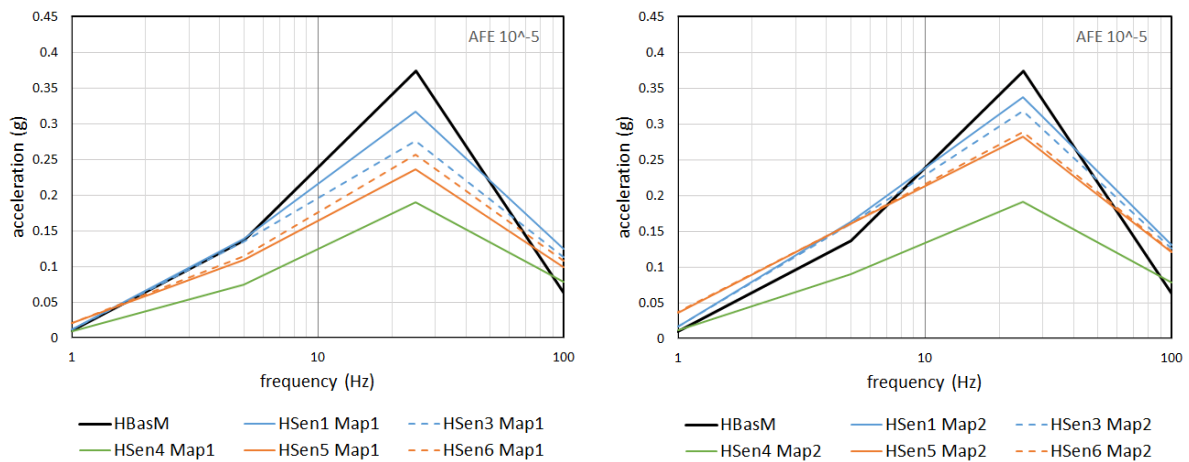 AFE 10^-5
acceleration (g)
0.45
0.4
0.35
0.3
0.25
0.2
0.15
0.1
0.05
0
1
10
100
frequency (Hz)
HBasM
HSen1 Map1
HSen3 Map1
HSen4 Map1
HSen5 Map1
HSen6 Map1
AFE 10^-5
acceleration (g)
0.45
0.4
0.35
0.3
0.25
0.2
0.15
0.1
0.05
0
1
10
100
frequency (Hz)
HBasM
HSen1 Map2
HSen3 Map2
HSen4 Map2
HSen5 Map2
HSen6 Map2